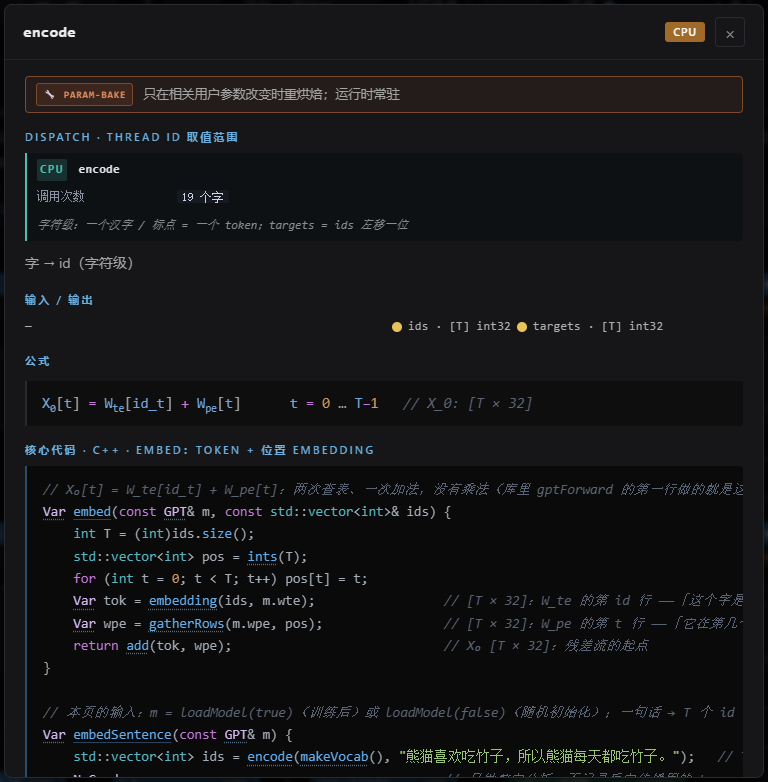 encode
CPU ×
🔧 PARAM-BAKE 只在相关用户参数改变时重烘焙；运行时常驻
DISPATCH · THREAD ID 取值范围
CPU encode
调用次数 19 个字
字符级：一个汉字 / 标点 = 一个 token；targets = ids 左移一位
字 → id（字符级）
输入 / 输出
— ids · [T] int32 targets · [T] int32
公式
X₀[t] = W_te[id_t] + W_pe[t] t = 0 … T−1 // X_0: [T × 32]
核心代码 · C++ · EMBED：TOKEN + 位置 EMBEDDING
// X₀[t] = W_te[id_t] + W_pe[t]：两次查表、一次加法，没有乘法（库里 gptForward 的第一行做的就是这
Var embed(const GPT& m, const std::vector<int>& ids) {
int T = (int)ids.size();
std::vector<int> pos = ints(T);
for (int t = 0; t < T; t++) pos[t] = t;
Var tok = embedding(ids, m.wte); // [T × 32]：W_te 的第 id 行 ——「这个字是
Var wpe = gatherRows(m.wpe, pos); // [T × 32]：W_pe 的第 t 行 ——「它在第几
return add(tok, wpe); // X₀ [T × 32]：残差流的起点
}
// 本页的输入：m = loadModel(true)（训练后）或 loadModel(false)（随机初始化）；一句话 → T 个 id
Var embedSentence(const GPT& m) {
std::vector<int> ids = encode(makeVocab(), "熊猫喜欢吃竹子，所以熊猫每天都吃竹子。"); //